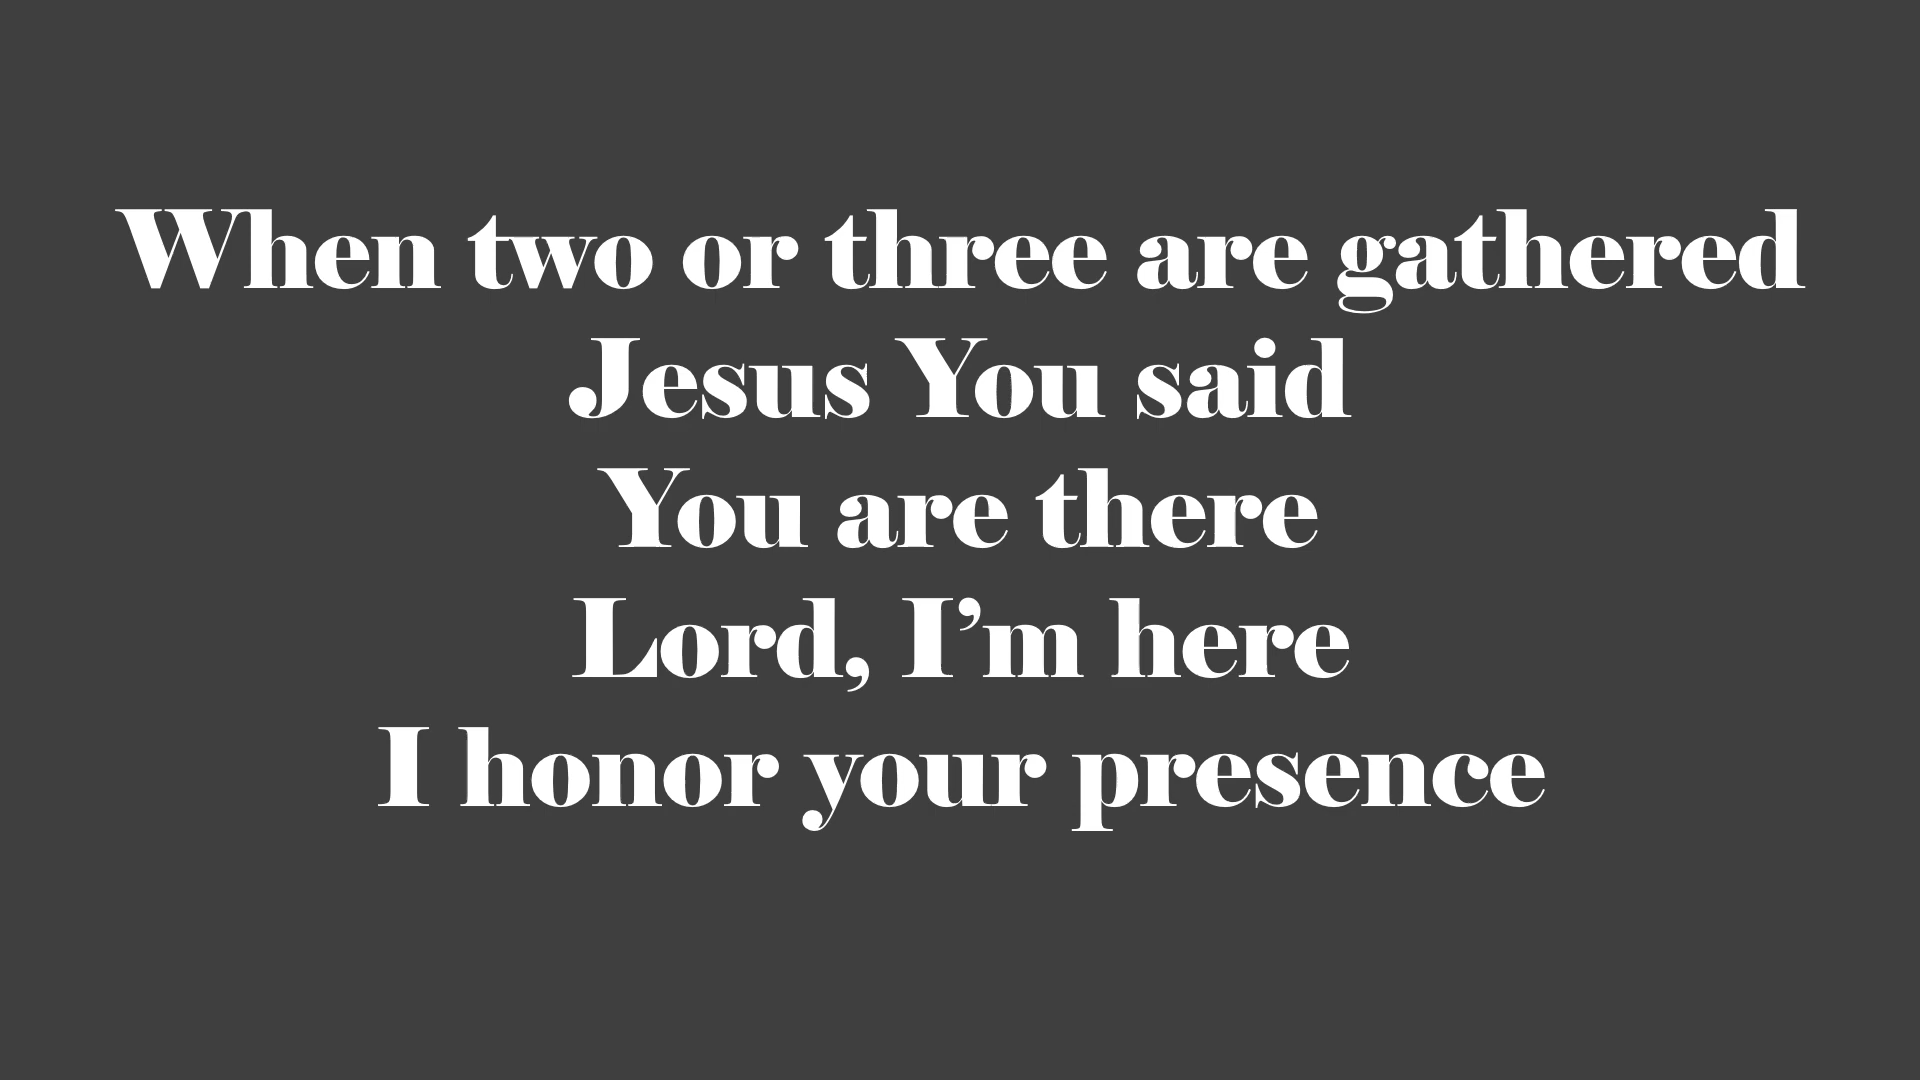 When two or three are gathered
Jesus You said
You are there
Lord, I’m here
I honor your presence